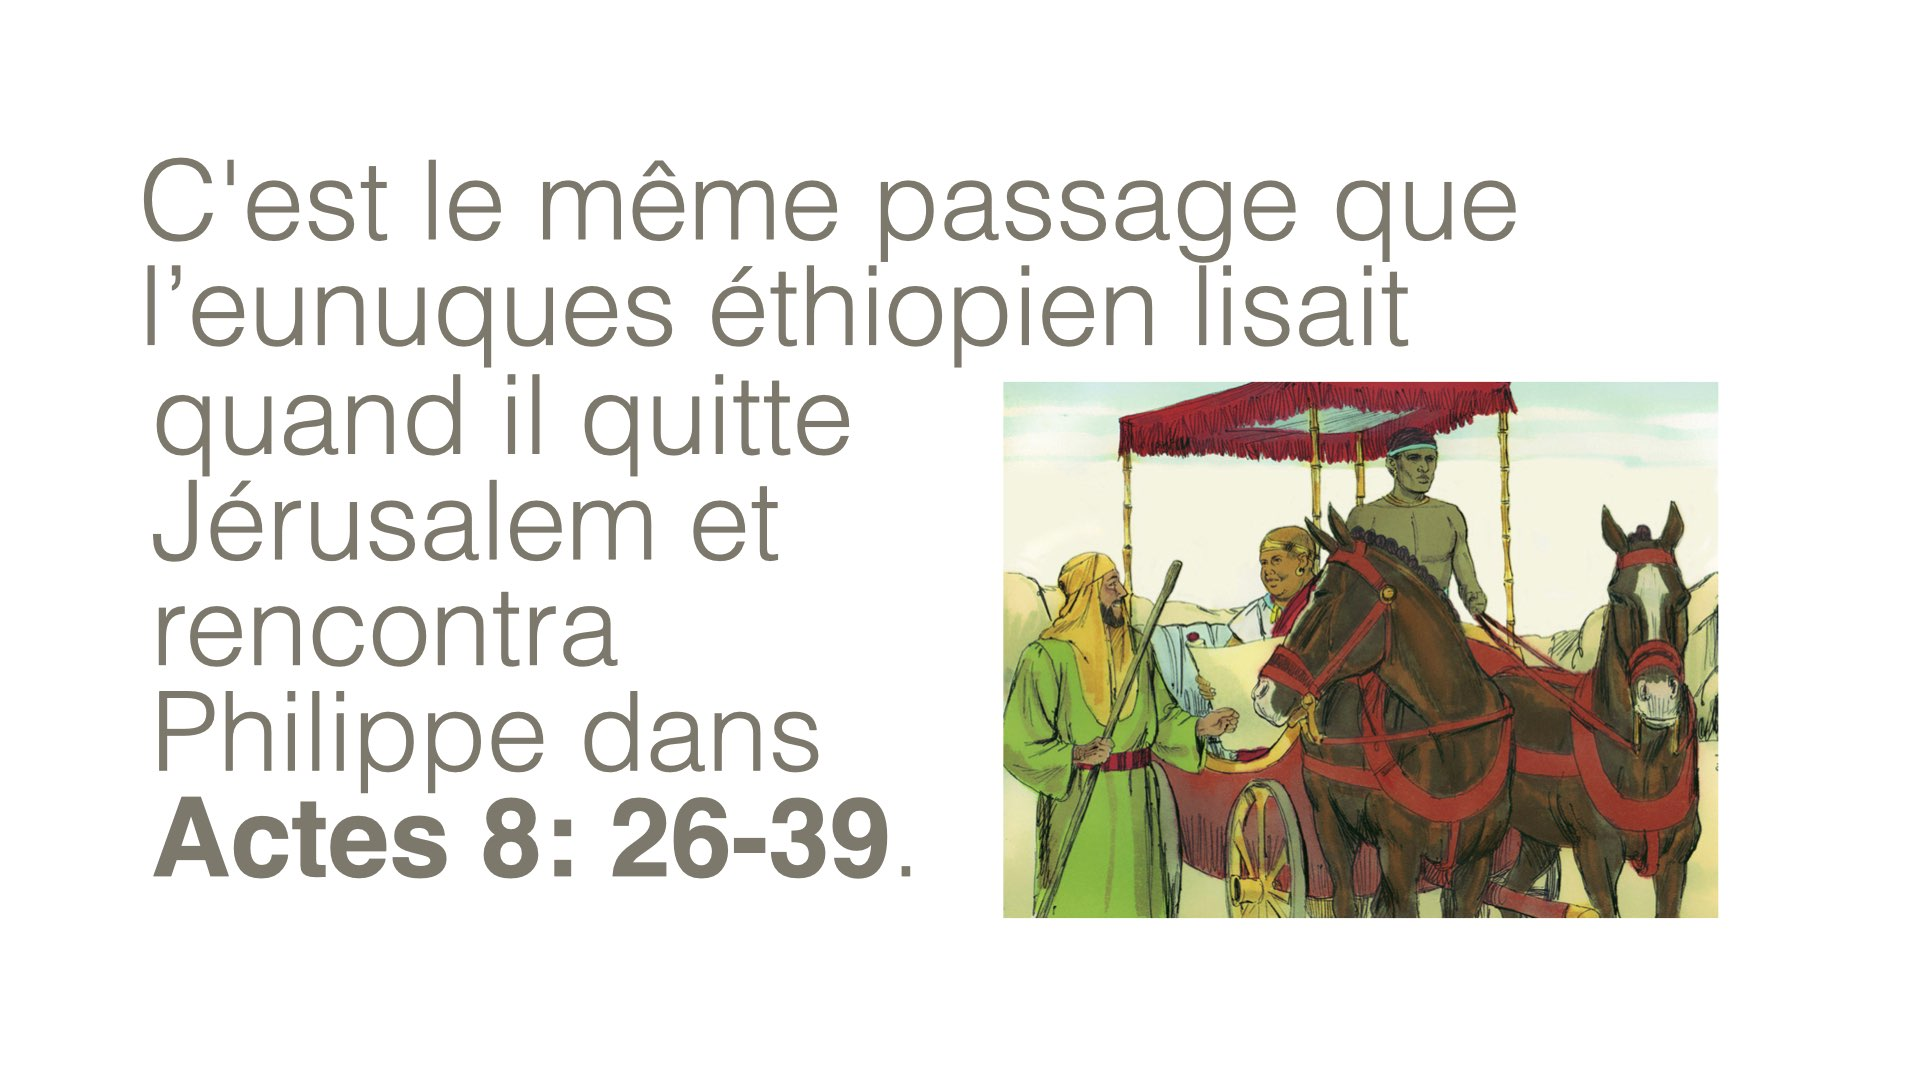 C'est le même passage que
l’eunuques éthiopien lisait
quand il quitte
Jérusalem et
rencontra
Philippe dans
Actes 8: 26-39.